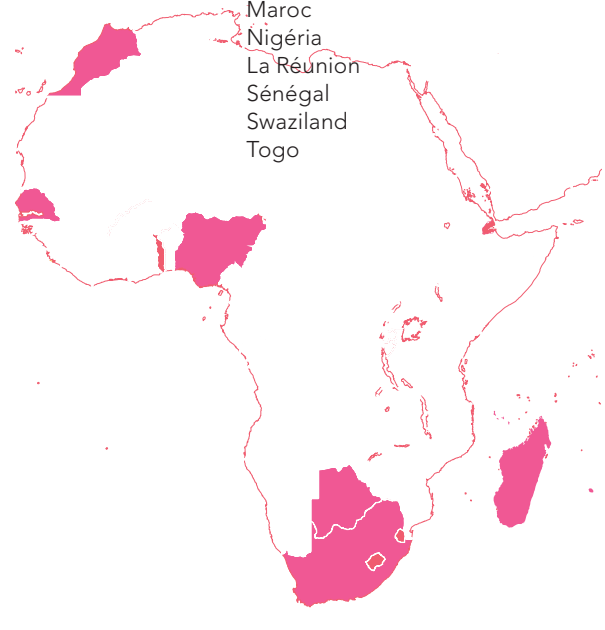 Maroc
Nigéria
La Réunion
Sénégal
Swaziland
Togo